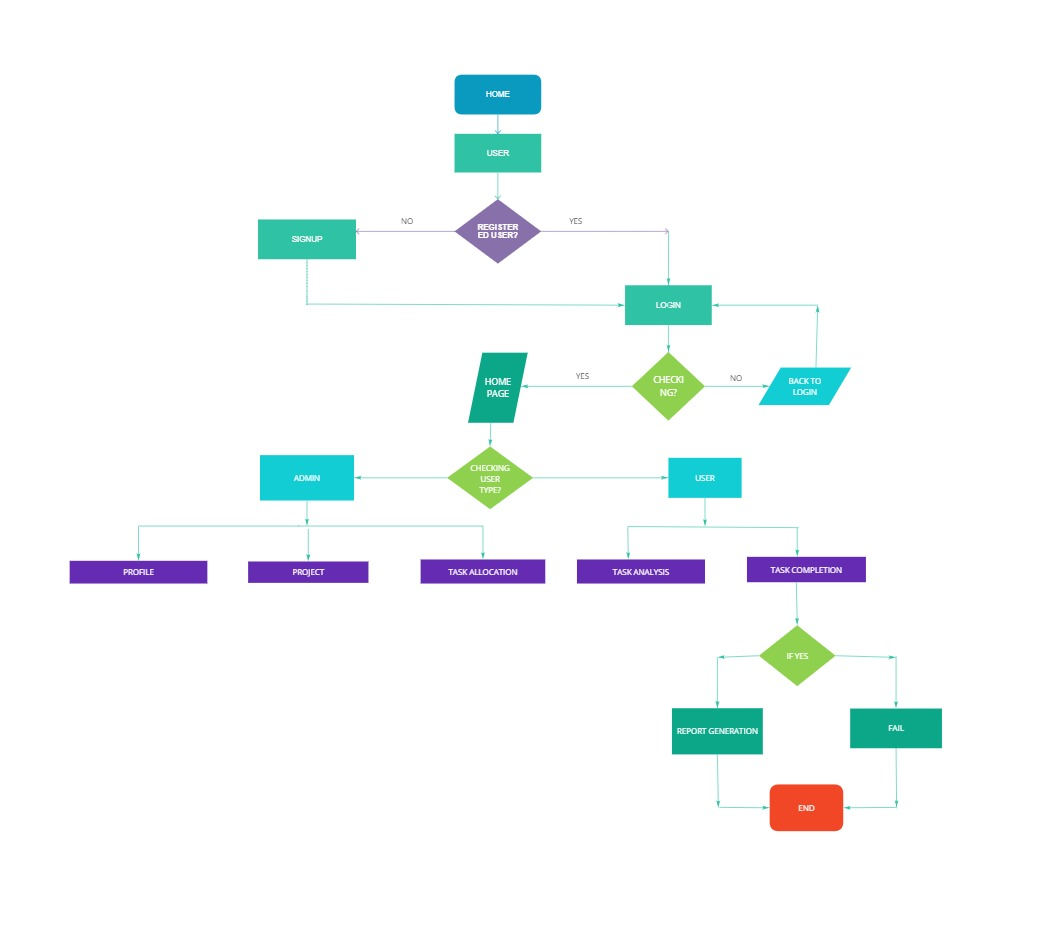 HOME
USER
REGISTER
ED USER?
NO
YES
SIGNUP
LOGIN
HOME
PAGE
YES
CHECKI
NG?
NO
BACK TO
LOGIN
ADMIN
CHECKING
USER
TYPE?
USER
PROFILE
PROJECT
TASK ALLOCATION
TASK ANALYSIS
TASK COMPLETION
IF YES
REPORT GENERATION
FAIL
END